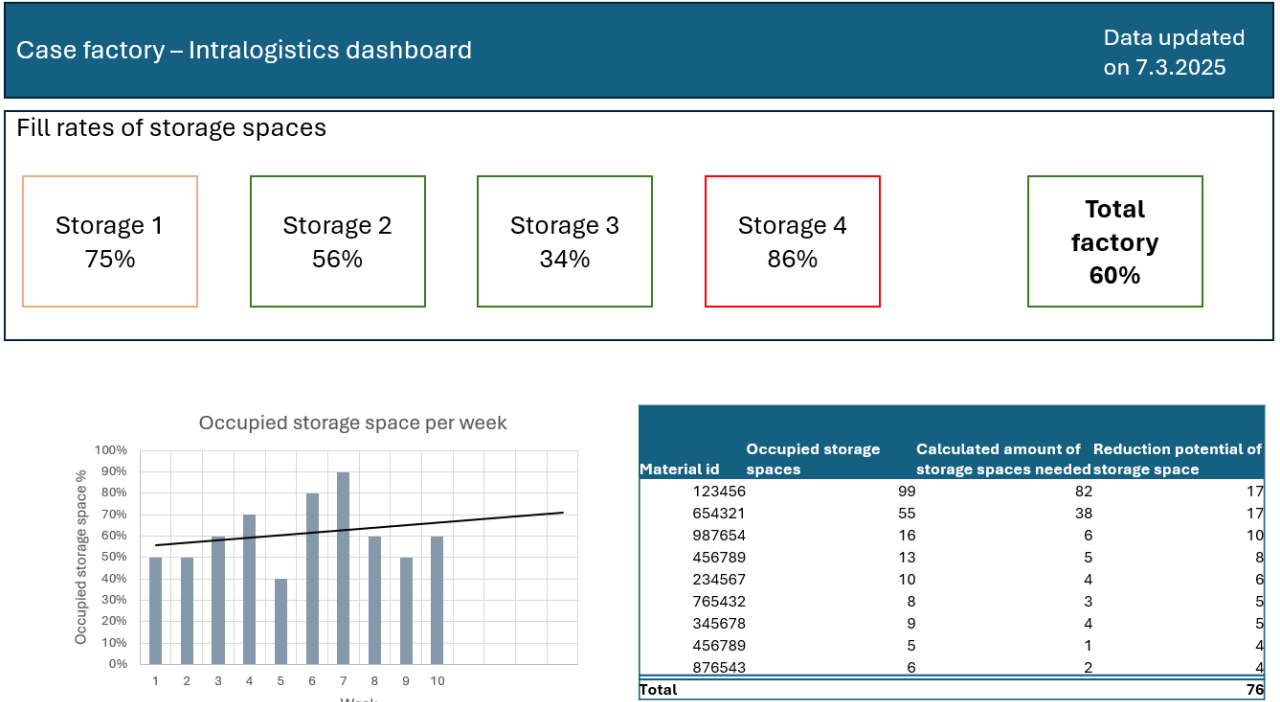 Case factory – Intralogistics dashboard
Data updated
on 7.3.2025
Fill rates of storage spaces
Storage 1
75%
Storage 2
56%
Storage 3
34%
Storage 4
86%
Total
factory
60%
Occupied storage space per week
Occupied storage space %
100%
90%
80%
70%
60%
50%
40%
30%
20%
10%
0%
1 2 3 4 5 6 7 8 9 10
Week
Material id Occupied storage spaces Calculated amount of storage spaces needed Reduction potential of storage space
123456 99 82 17
654321 55 38 17
987654 16 6 10
456789 13 5 8
234567 10 4 6
765432 8 3 5
345678 9 4 5
456789 5 1 4
876543 6 2 4
Total 76